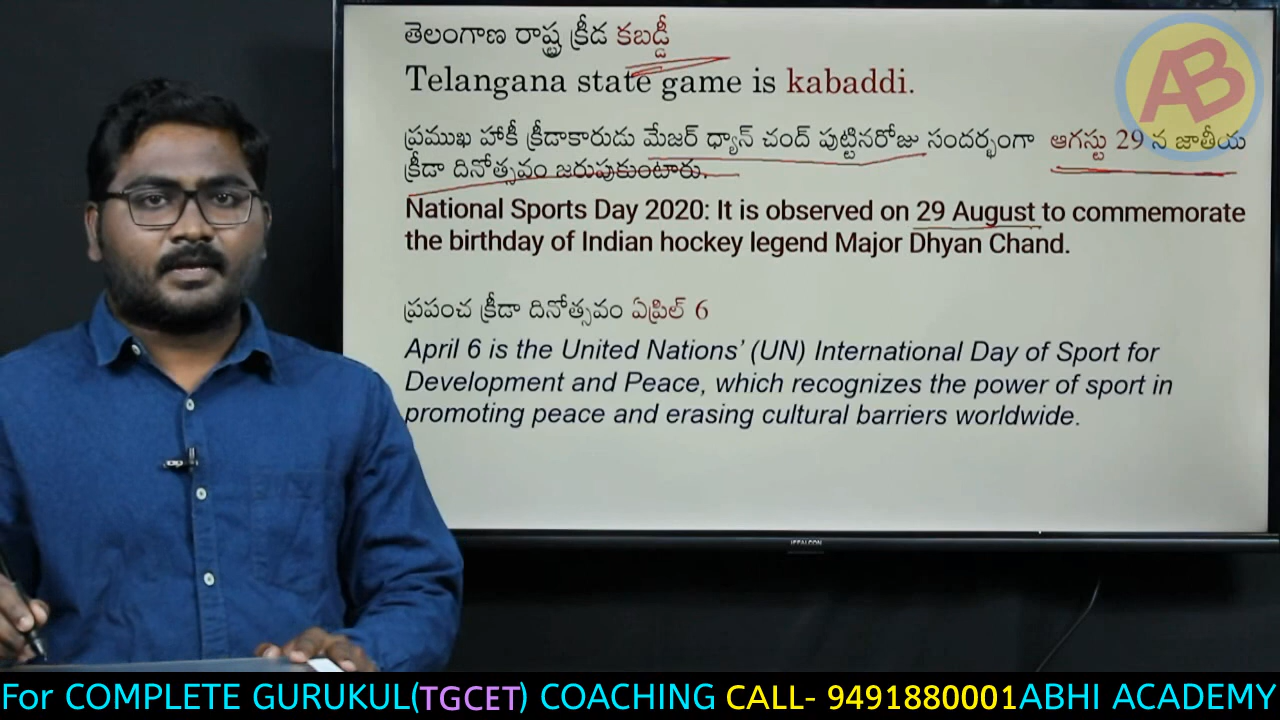 తెలంగాణ రాష్ట్ర క్రీడ కబడ్డీ
Telangana state game is kabaddi.
ప్రముఖ హాకీ క్రీడాకారుడు మేజర్ ధ్యాన్ చంద్ పుట్టినరోజు సందర్భంగా ఆగస్టు 29 న జాతీయ
క్రీడా దినోత్సవం జరుపుకుంటారు.
National Sports Day 2020: It is observed on 29 August to commemorate
the birthday of Indian hockey legend Major Dhyan Chand.
ప్రపంచ క్రీడా దినోత్సవం ఏప్రిల్ 6
April 6 is the United Nations’ (UN) International Day of Sport for
Development and Peace, which recognizes the power of sport in
promoting peace and erasing cultural barriers worldwide.
AB
iFFALCON
For COMPLETE GURUKUL(TGCET) COACHING CALL- 9491880001ABHI ACADEMY